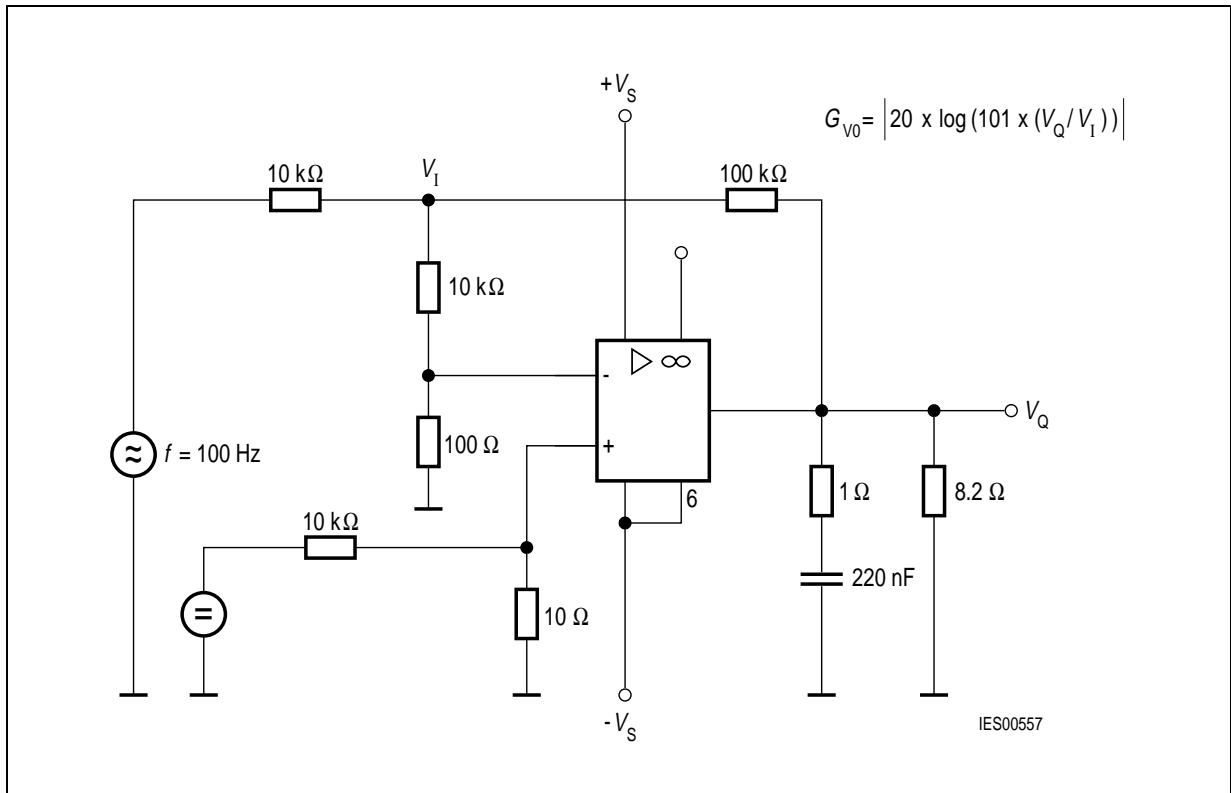 +V_S
G_V0 = |20 x log (101 x (V_Q / V_I ))|
10 kΩ
V_I
100 kΩ
10 kΩ
▷ ∞
-
+
100 Ω
f = 100 Hz
6
V_Q
1 Ω
8.2 Ω
10 kΩ
220 nF
10 Ω
- V_S
IES00557